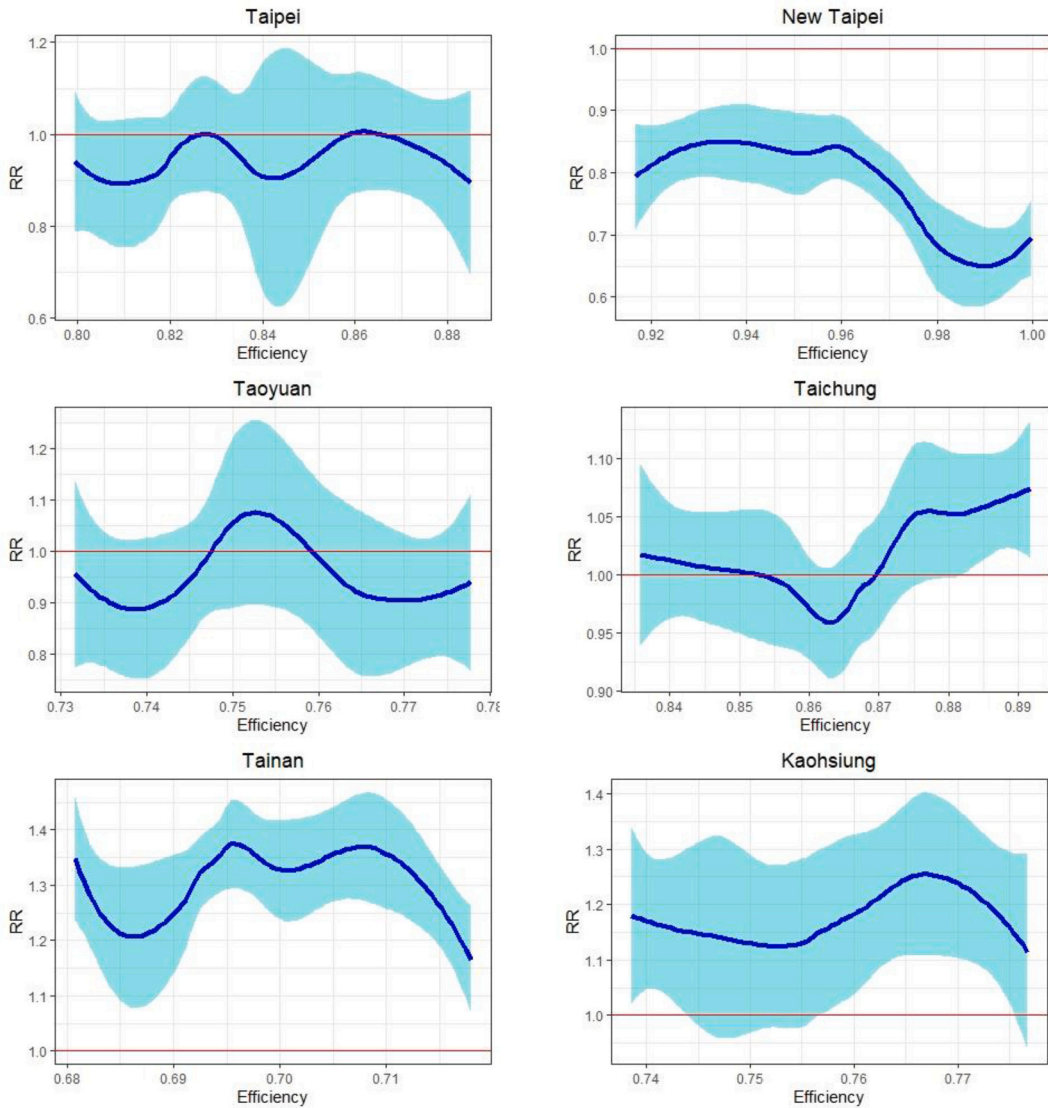 Taipei
1.2
1.0
0.8
0.6
RR
0.80 0.82 0.84 0.86 0.88
Efficiency
New Taipei
1.0
0.9
0.8
0.7
0.6
RR
0.92 0.94 0.96 0.98 1.00
Efficiency
Taoyuan
1.2
1.1
1.0
0.9
0.8
RR
0.73 0.74 0.75 0.76 0.77 0.78
Efficiency
Taichung
1.10
1.05
1.00
0.95
0.90
RR
0.84 0.85 0.86 0.87 0.88 0.89
Efficiency
Tainan
1.4
1.3
1.2
1.1
1.0
RR
0.68 0.69 0.70 0.71
Efficiency
Kaohsiung
1.4
1.3
1.2
1.1
1.0
RR
0.74 0.75 0.76 0.77
Efficiency